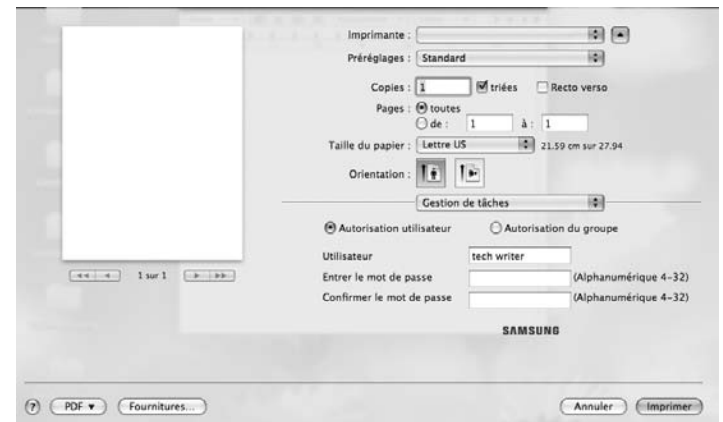 Imprimante :
Préréglages : Standard
Copies : 1 triées Recto verso
Pages : toutes
de : 1 à : 1
Taille du papier : Lettre US 21.59 cm sur 27.94
Orientation :
Gestion de tâches
Autorisation utilisateur Autorisation du groupe
Utilisateur tech writer
Entrer le mot de passe (Alphanumérique 4-32)
Confirmer le mot de passe (Alphanumérique 4-32)
1 sur 1
SAMSUNG
? PDF ▼ Fournitures... Annuler Imprimer